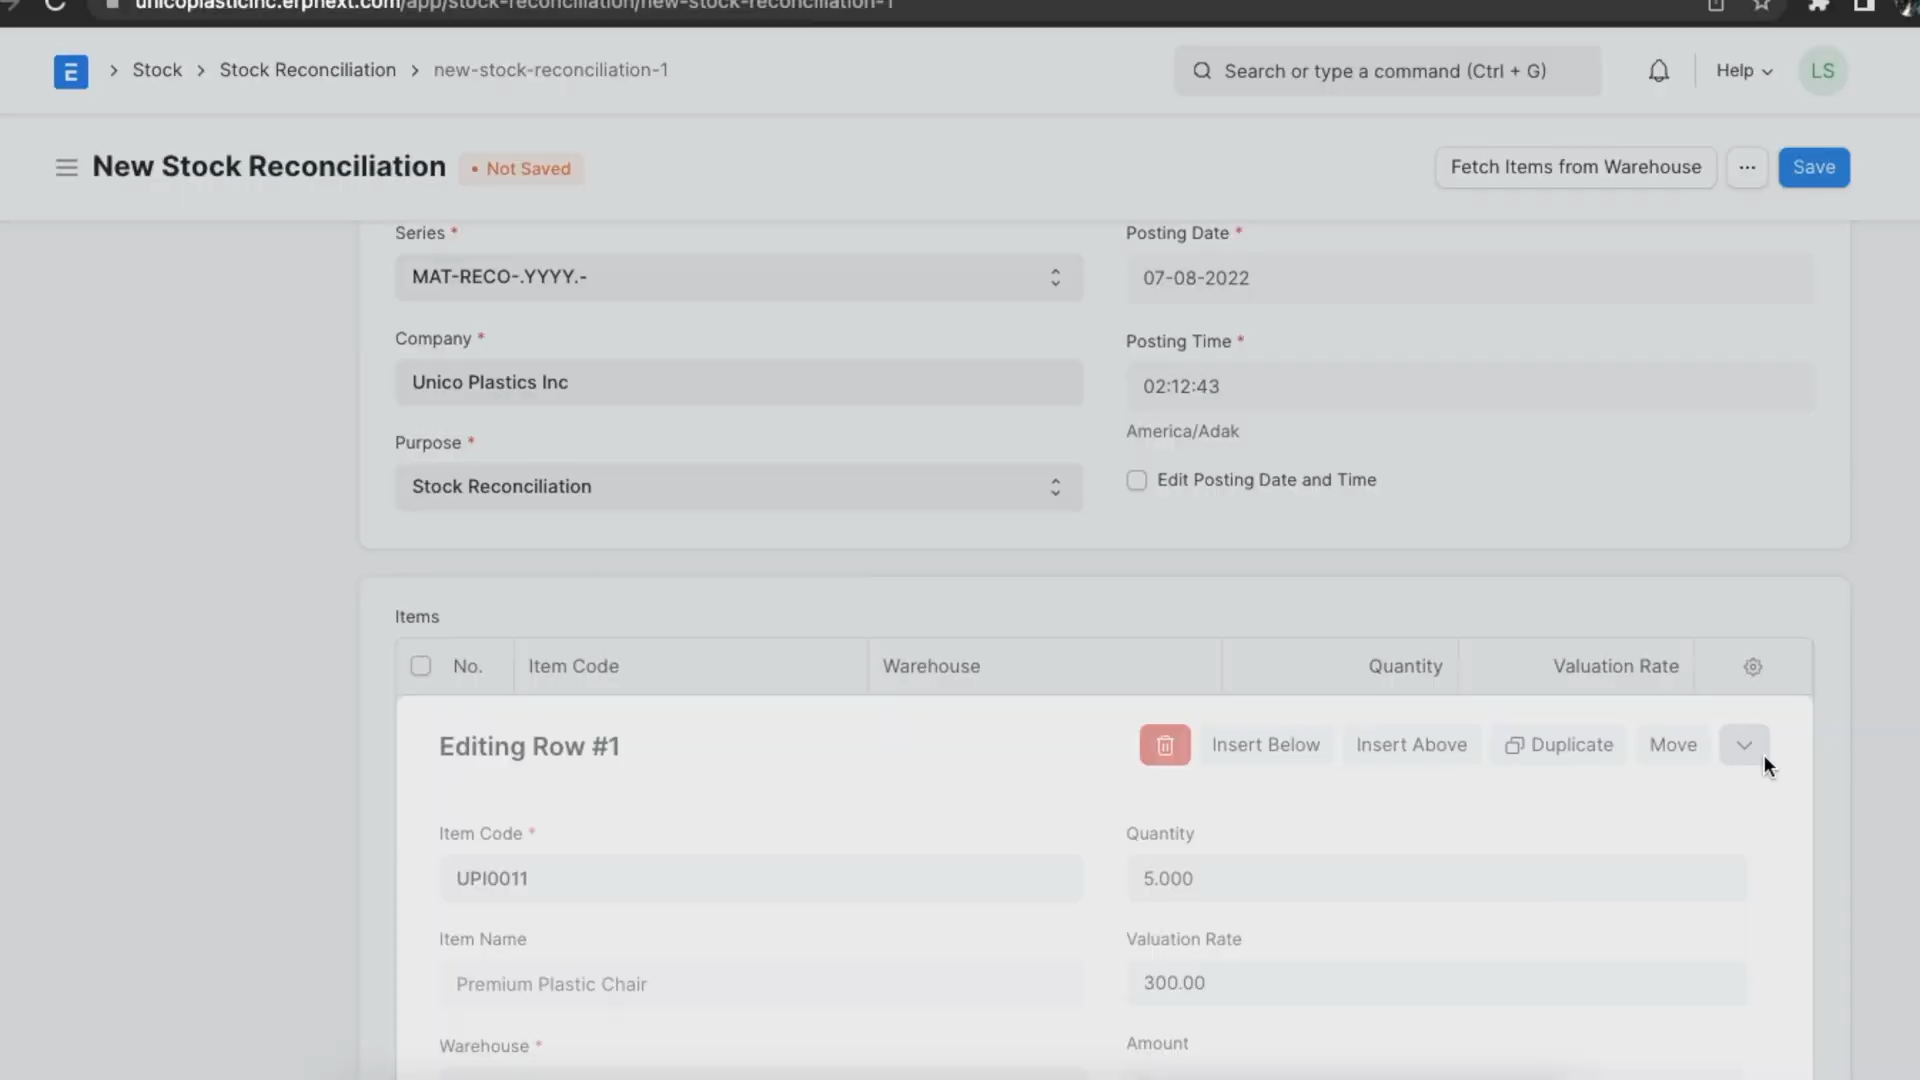 unicoplasticinc.erpnext.com/app/stock-reconciliation/new-stock-reconciliation-1
E
Stock
Stock Reconciliation
new-stock-reconciliation-1
Search or type a command (Ctrl + G)
Help
LS
New Stock Reconciliation
• Not Saved
Fetch Items from Warehouse
...
Save
Series *
MAT-RECO-.YYYY.-
Posting Date *
07-08-2022
Company *
Unico Plastics Inc
Posting Time *
02:12:43
America/Adak
Purpose *
Stock Reconciliation
Edit Posting Date and Time
Items
No.
Item Code
Warehouse
Quantity
Valuation Rate
Editing Row #1
Insert Below
Insert Above
Duplicate
Move
Item Code *
UPI0011
Quantity
5.000
Item Name
Premium Plastic Chair
Valuation Rate
300.00
Warehouse *
Amount